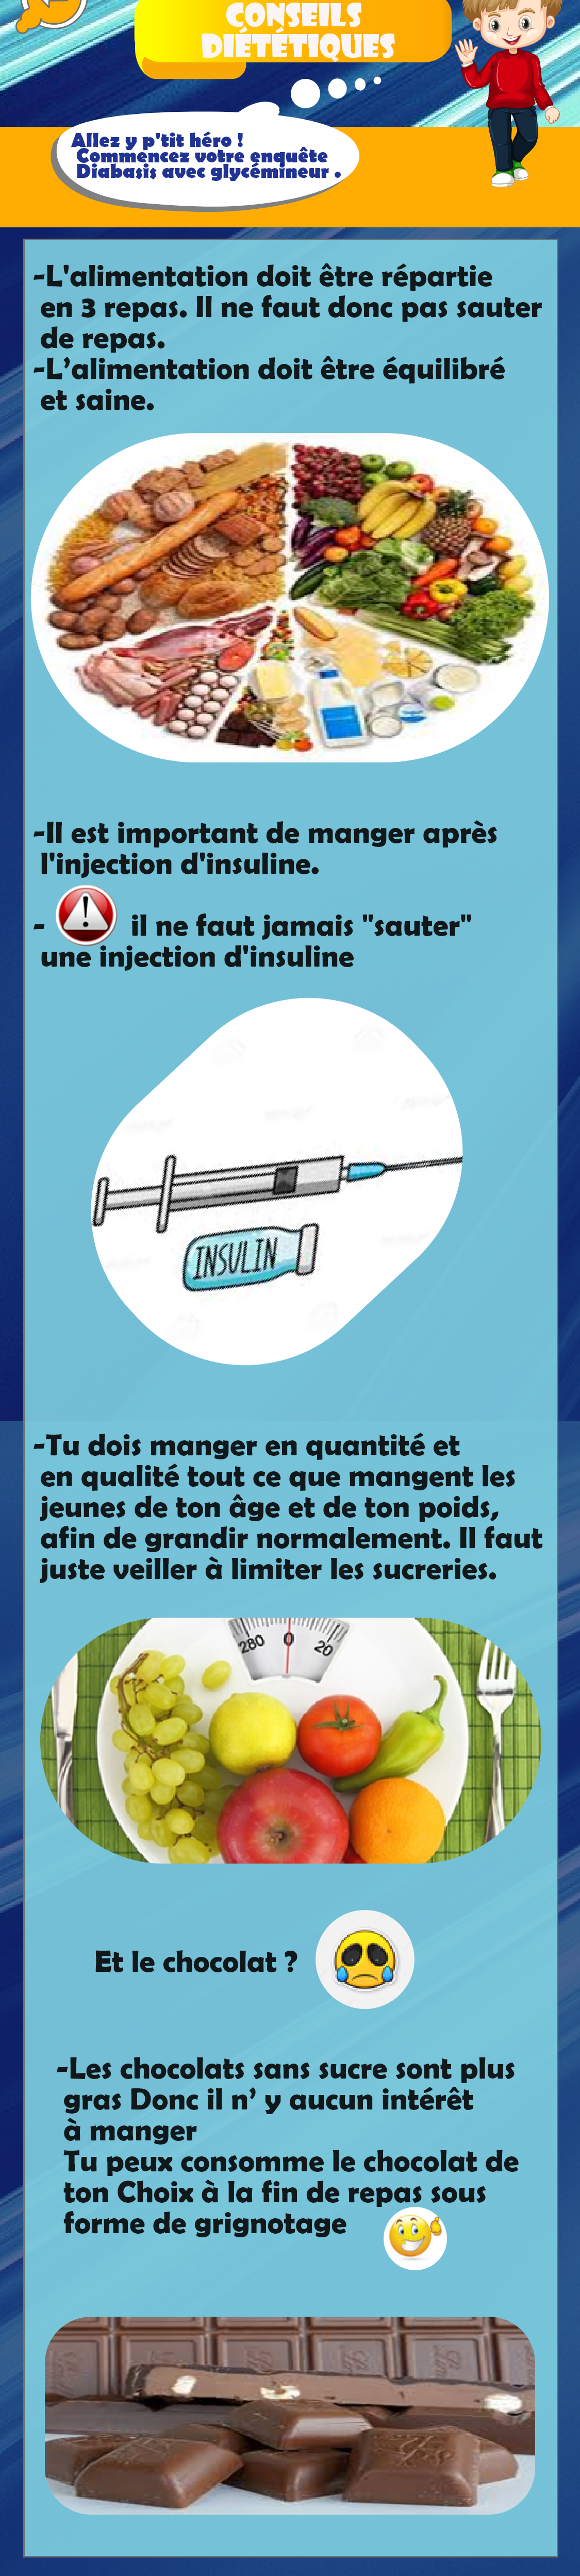 CONSEILS
DIÉTÉTIQUES
Allez y p'tit héro !
Commencez votre enquête
Diabasis avec glycémineur .
-L'alimentation doit être répartie
en 3 repas. Il ne faut donc pas sauter
de repas.
-L’alimentation doit être équilibré
et saine.
-Il est important de manger après
l'injection d'insuline.
- il ne faut jamais "sauter"
une injection d'insuline
INSULIN
-Tu dois manger en quantité et
en qualité tout ce que mangent les
jeunes de ton âge et de ton poids,
afin de grandir normalement. Il faut
juste veiller à limiter les sucreries.
280 0 20
Et le chocolat ?
-Les chocolats sans sucre sont plus
gras Donc il n’ y aucun intérêt
à manger
Tu peux consomme le chocolat de
ton Choix à la fin de repas sous
forme de grignotage